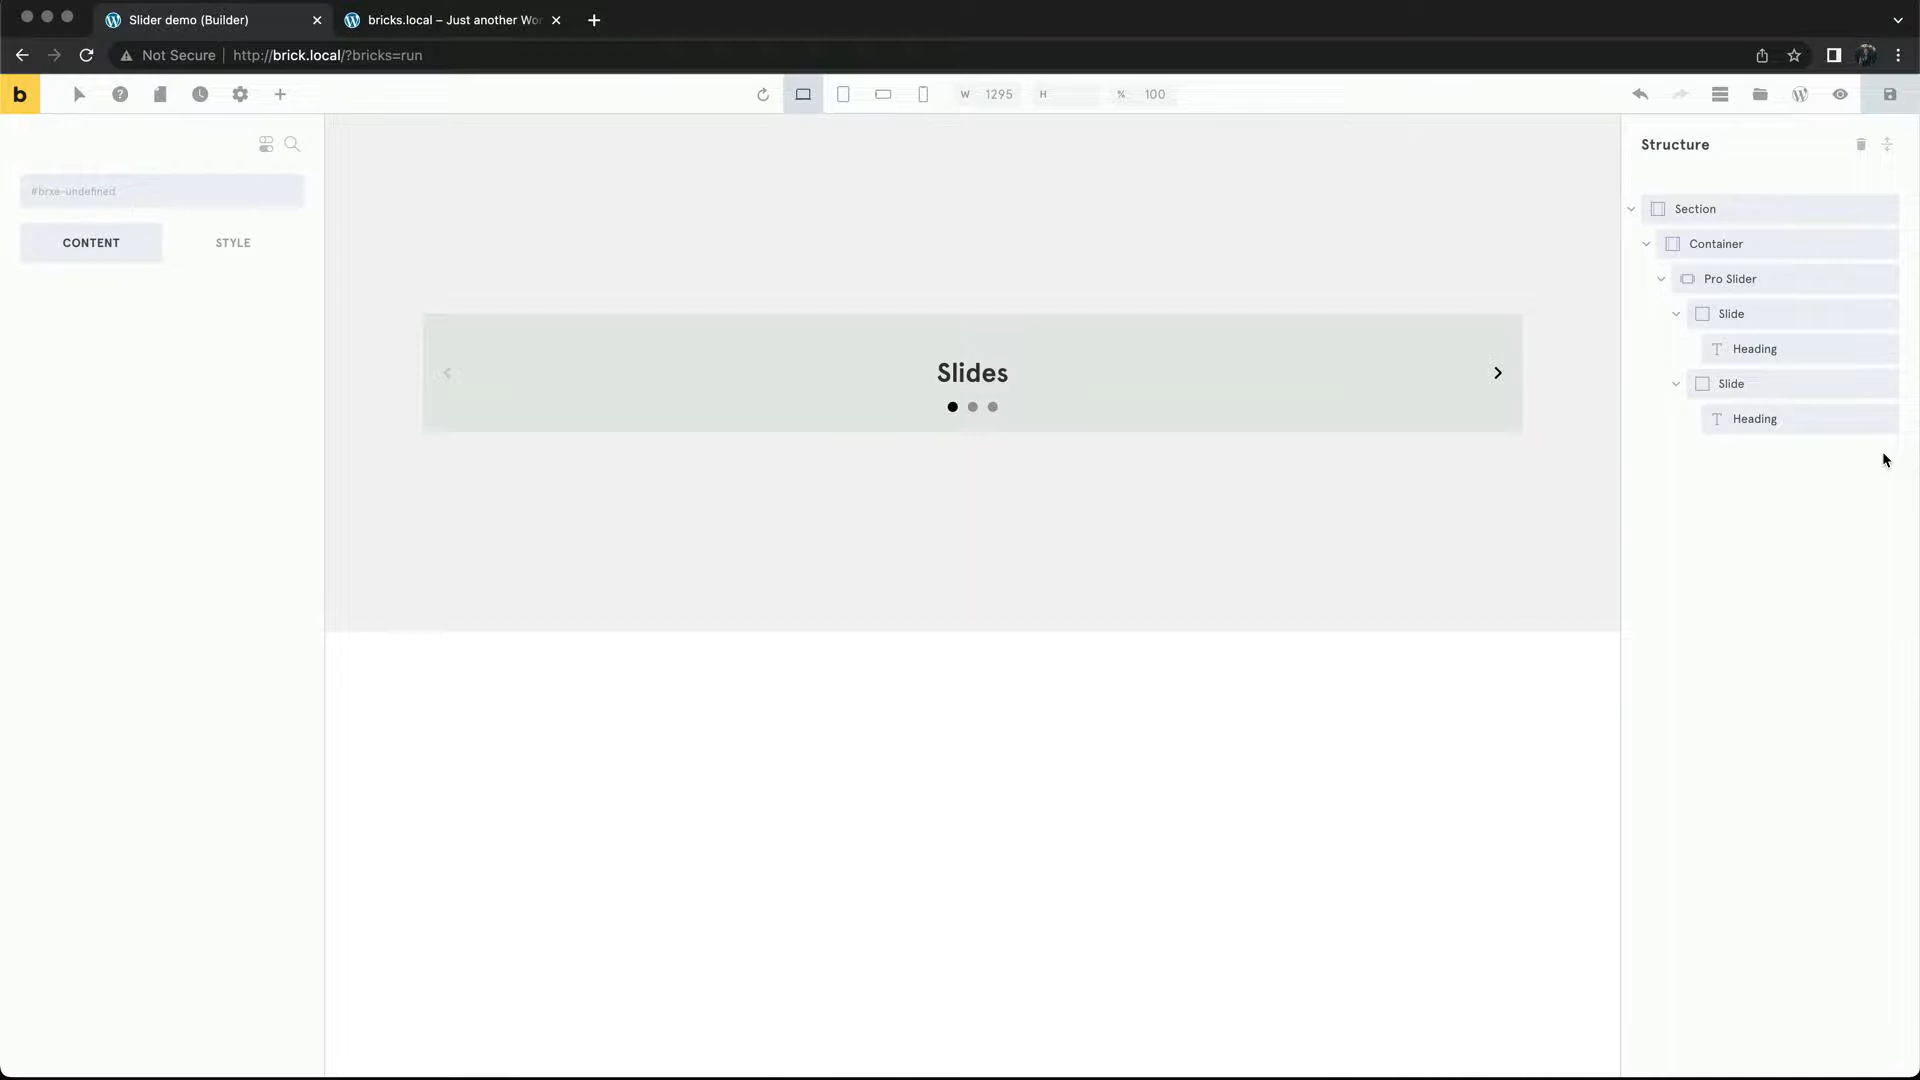 Slider demo (Builder)
bricks.local – Just another Wo
Not Secure
http://brick.local/?bricks=run
b
W 1295 H % 100
Structure
#brxe-undefined
CONTENT
STYLE
Section
Container
Pro Slider
Slide
Heading
Slide
Heading
Slides